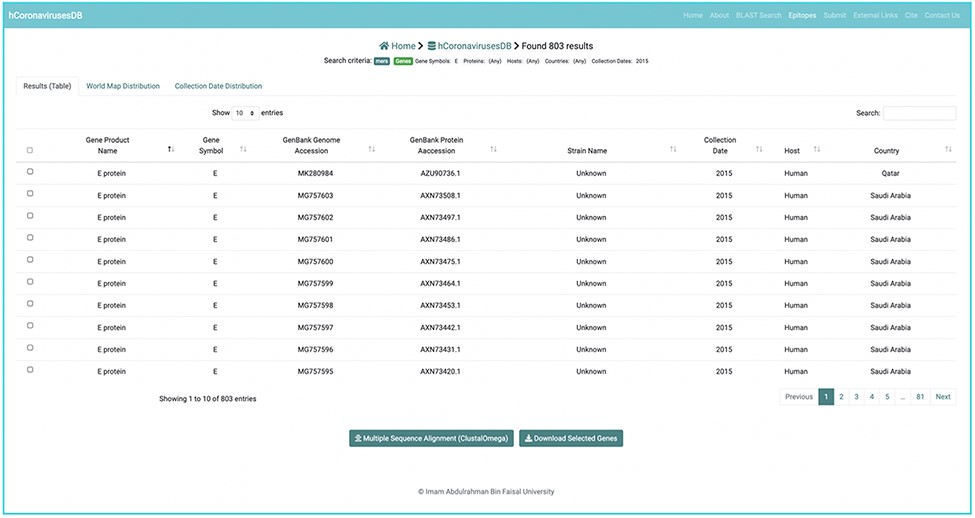 hCoronavirusesDB
Home About BLAST Search Epitopes Submit External Links Cite Contact Us
Home hCoronavirusesDB Found 803 results
Search criteria: mers Genes Gene Symbols: E Proteins: (Any) Hosts: (Any) Countries: (Any) Collection Dates: 2015
Results (Table) World Map Distribution Collection Date Distribution
Show 10 entries Search:
Gene Product Name Gene Symbol GenBank Genome Accession GenBank Protein Aaccession Strain Name Collection Date Host Country
E protein E MK280984 AZU90736.1 Unknown 2015 Human Qatar
E protein E MG757603 AXN73508.1 Unknown 2015 Human Saudi Arabia
E protein E MG757602 AXN73497.1 Unknown 2015 Human Saudi Arabia
E protein E MG757601 AXN73486.1 Unknown 2015 Human Saudi Arabia
E protein E MG757600 AXN73475.1 Unknown 2015 Human Saudi Arabia
E protein E MG757599 AXN73464.1 Unknown 2015 Human Saudi Arabia
E protein E MG757598 AXN73453.1 Unknown 2015 Human Saudi Arabia
E protein E MG757597 AXN73442.1 Unknown 2015 Human Saudi Arabia
E protein E MG757596 AXN73431.1 Unknown 2015 Human Saudi Arabia
E protein E MG757595 AXN73420.1 Unknown 2015 Human Saudi Arabia
Showing 1 to 10 of 803 entries Previous 1 2 3 4 5 ... 81 Next
Multiple Sequence Alignment (ClustalOmega) Download Selected Genes
© Imam Abdulrahman Bin Faisal University